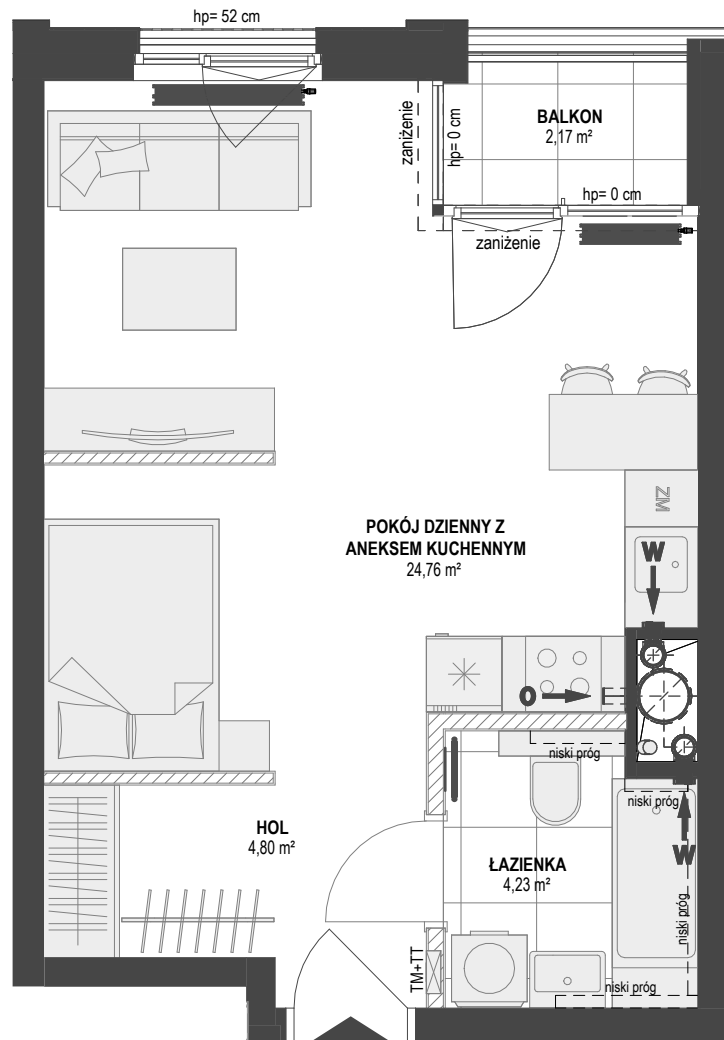 hp= 52 cm
zaniżenie
hp= 0 cm
BALKON
2,17 m²
hp= 0 cm
zaniżenie
ZM
POKÓJ DZIENNY Z
ANEKSEM KUCHENNYM
24,76 m²
W
O
niski próg
niski próg
HOL
4,80 m²
W
ŁAZIENKA
4,23 m²
niski próg
TM+TT
niski próg